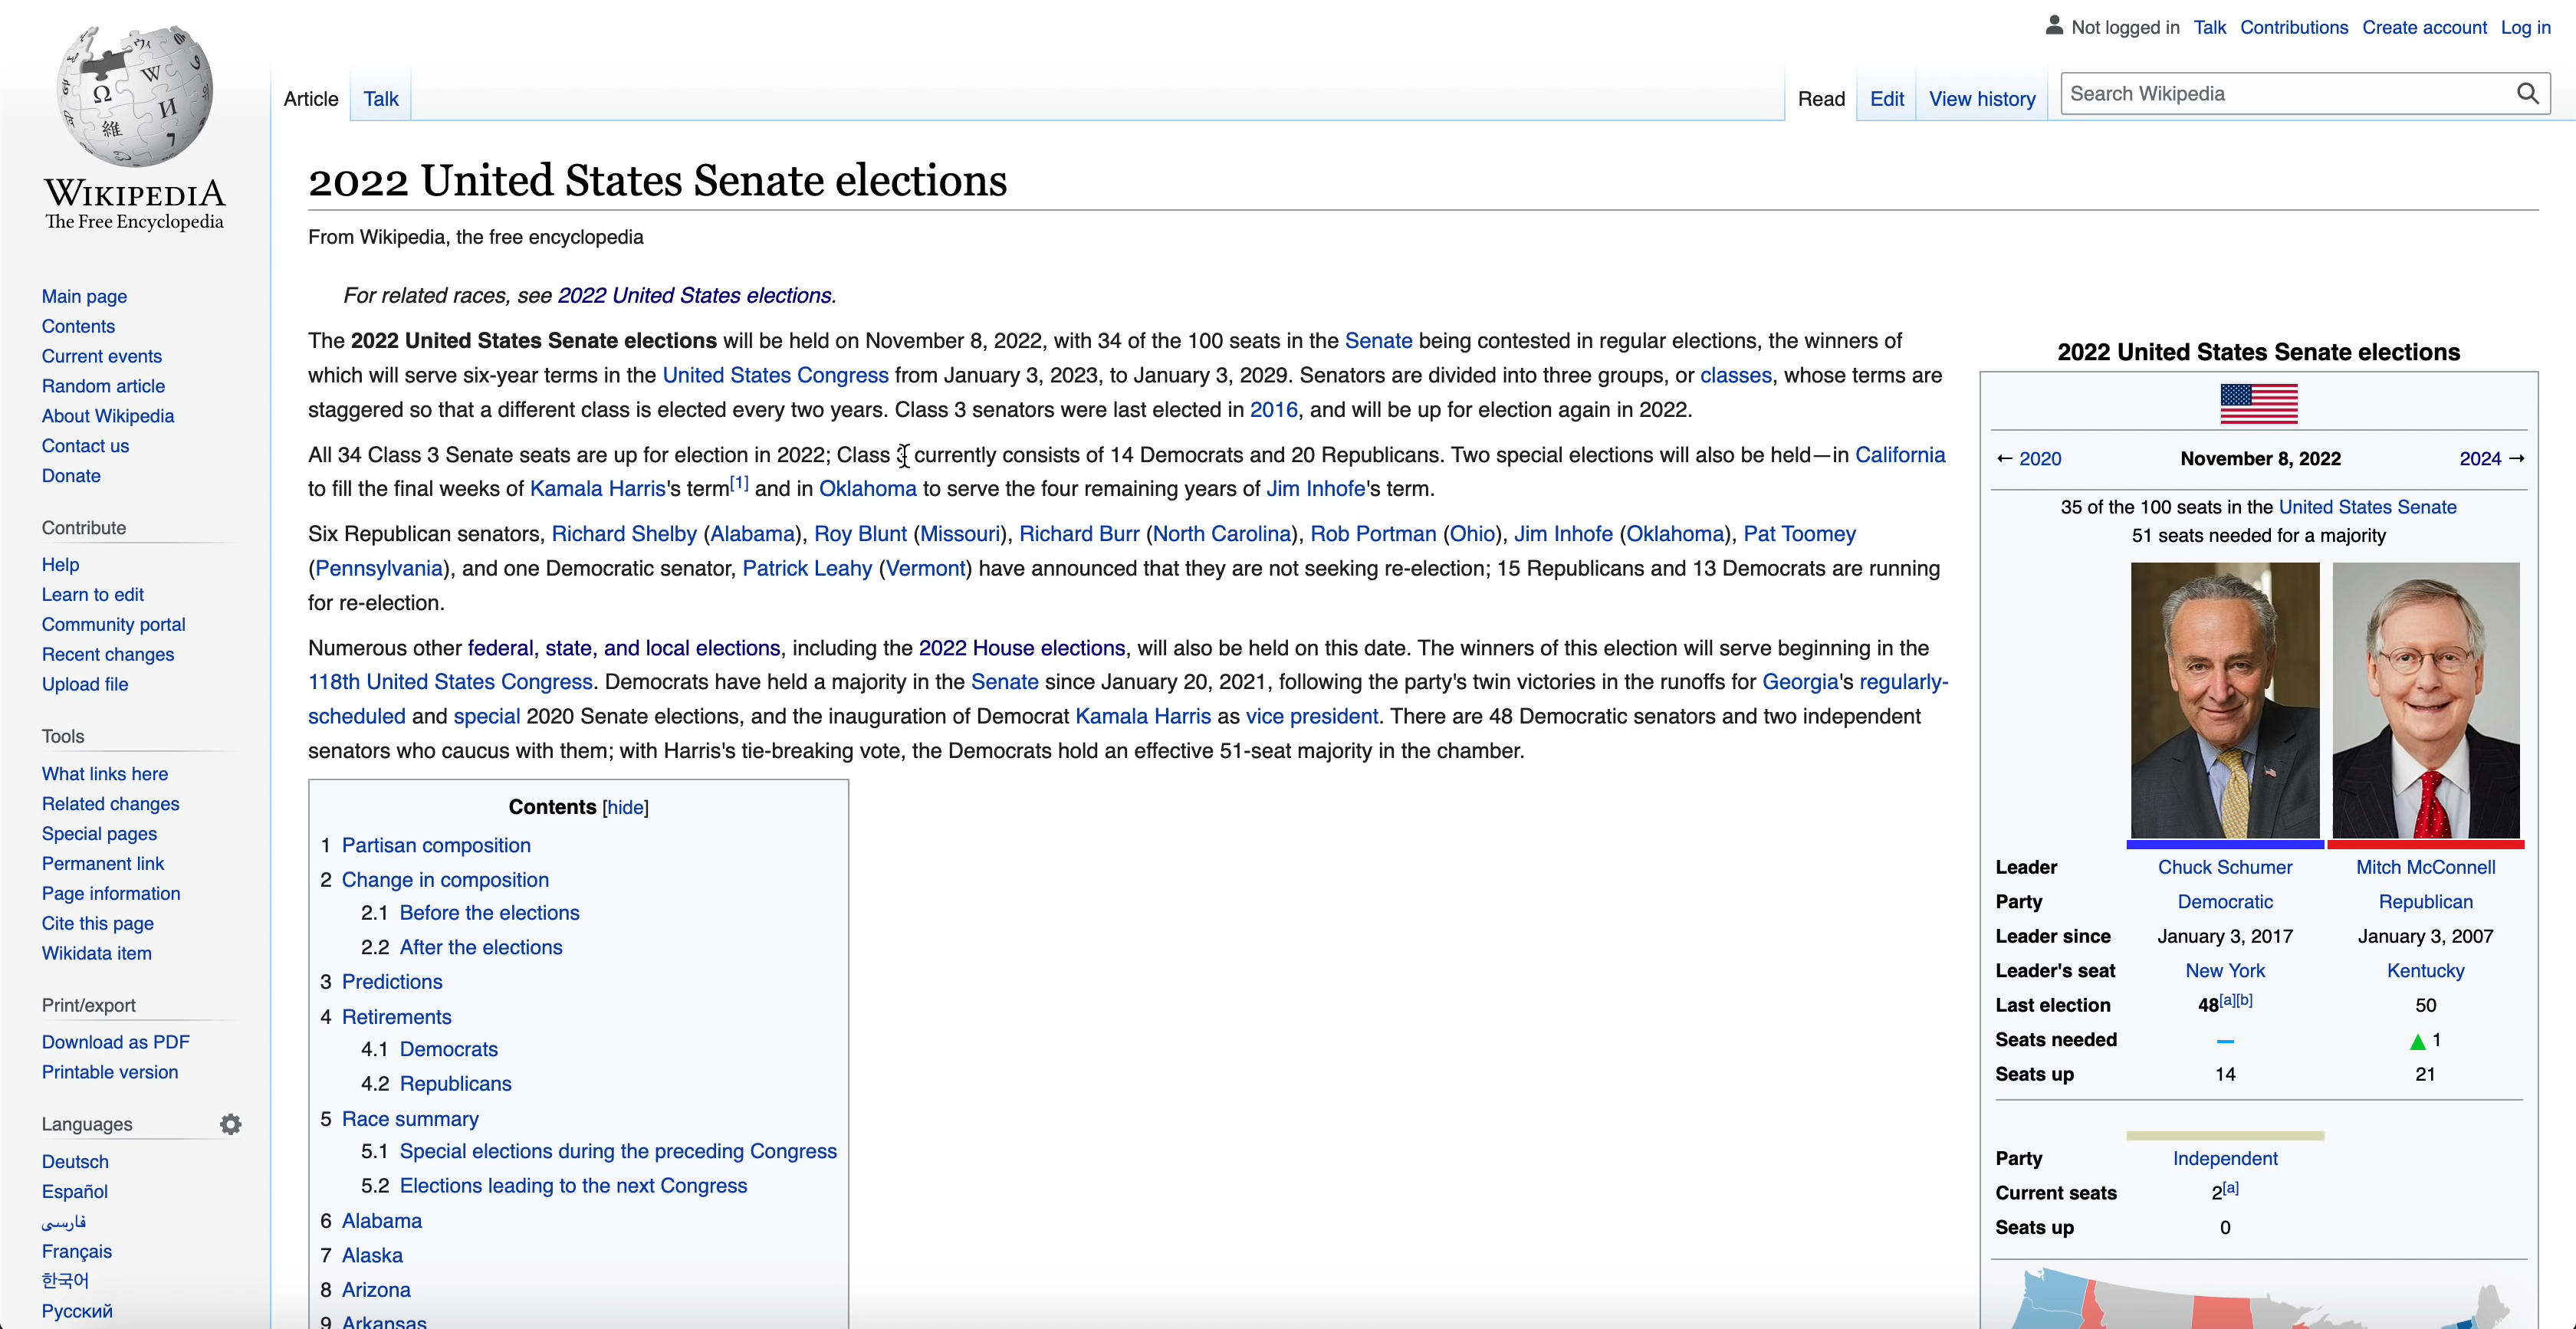 Not logged in Talk Contributions Create account Log in
Article Talk Read Edit View history Search Wikipedia
WIKIPEDIA
The Free Encyclopedia
Main page
Contents
Current events
Random article
About Wikipedia
Contact us
Donate
Contribute
Help
Learn to edit
Community portal
Recent changes
Upload file
Tools
What links here
Related changes
Special pages
Permanent link
Page information
Cite this page
Wikidata item
Print/export
Download as PDF
Printable version
Languages
Deutsch
Español
فارسی
Français
한국어
Русский
2022 United States Senate elections
From Wikipedia, the free encyclopedia
For related races, see 2022 United States elections.
The 2022 United States Senate elections will be held on November 8, 2022, with 34 of the 100 seats in the Senate being contested in regular elections, the winners of
which will serve six-year terms in the United States Congress from January 3, 2023, to January 3, 2029. Senators are divided into three groups, or classes, whose terms are
staggered so that a different class is elected every two years. Class 3 senators were last elected in 2016, and will be up for election again in 2022.
All 34 Class 3 Senate seats are up for election in 2022; Class 3 currently consists of 14 Democrats and 20 Republicans. Two special elections will also be held—in California
to fill the final weeks of Kamala Harris's term[1] and in Oklahoma to serve the four remaining years of Jim Inhofe's term.
Six Republican senators, Richard Shelby (Alabama), Roy Blunt (Missouri), Richard Burr (North Carolina), Rob Portman (Ohio), Jim Inhofe (Oklahoma), Pat Toomey
(Pennsylvania), and one Democratic senator, Patrick Leahy (Vermont) have announced that they are not seeking re-election; 15 Republicans and 13 Democrats are running
for re-election.
Numerous other federal, state, and local elections, including the 2022 House elections, will also be held on this date. The winners of this election will serve beginning in the
118th United States Congress. Democrats have held a majority in the Senate since January 20, 2021, following the party's twin victories in the runoffs for Georgia's regularly-
scheduled and special 2020 Senate elections, and the inauguration of Democrat Kamala Harris as vice president. There are 48 Democratic senators and two independent
senators who caucus with them; with Harris's tie-breaking vote, the Democrats hold an effective 51-seat majority in the chamber.
Contents [hide]
1 Partisan composition
2 Change in composition
2.1 Before the elections
2.2 After the elections
3 Predictions
4 Retirements
4.1 Democrats
4.2 Republicans
5 Race summary
5.1 Special elections during the preceding Congress
5.2 Elections leading to the next Congress
6 Alabama
7 Alaska
8 Arizona
9 Arkansas
2022 United States Senate elections
← 2020 November 8, 2022 2024 →
35 of the 100 seats in the United States Senate
51 seats needed for a majority
Leader Chuck Schumer Mitch McConnell
Party Democratic Republican
Leader since January 3, 2017 January 3, 2007
Leader's seat New York Kentucky
Last election 48[a][b] 50
Seats needed – ▲ 1
Seats up 14 21
Party Independent
Current seats 2[a]
Seats up 0